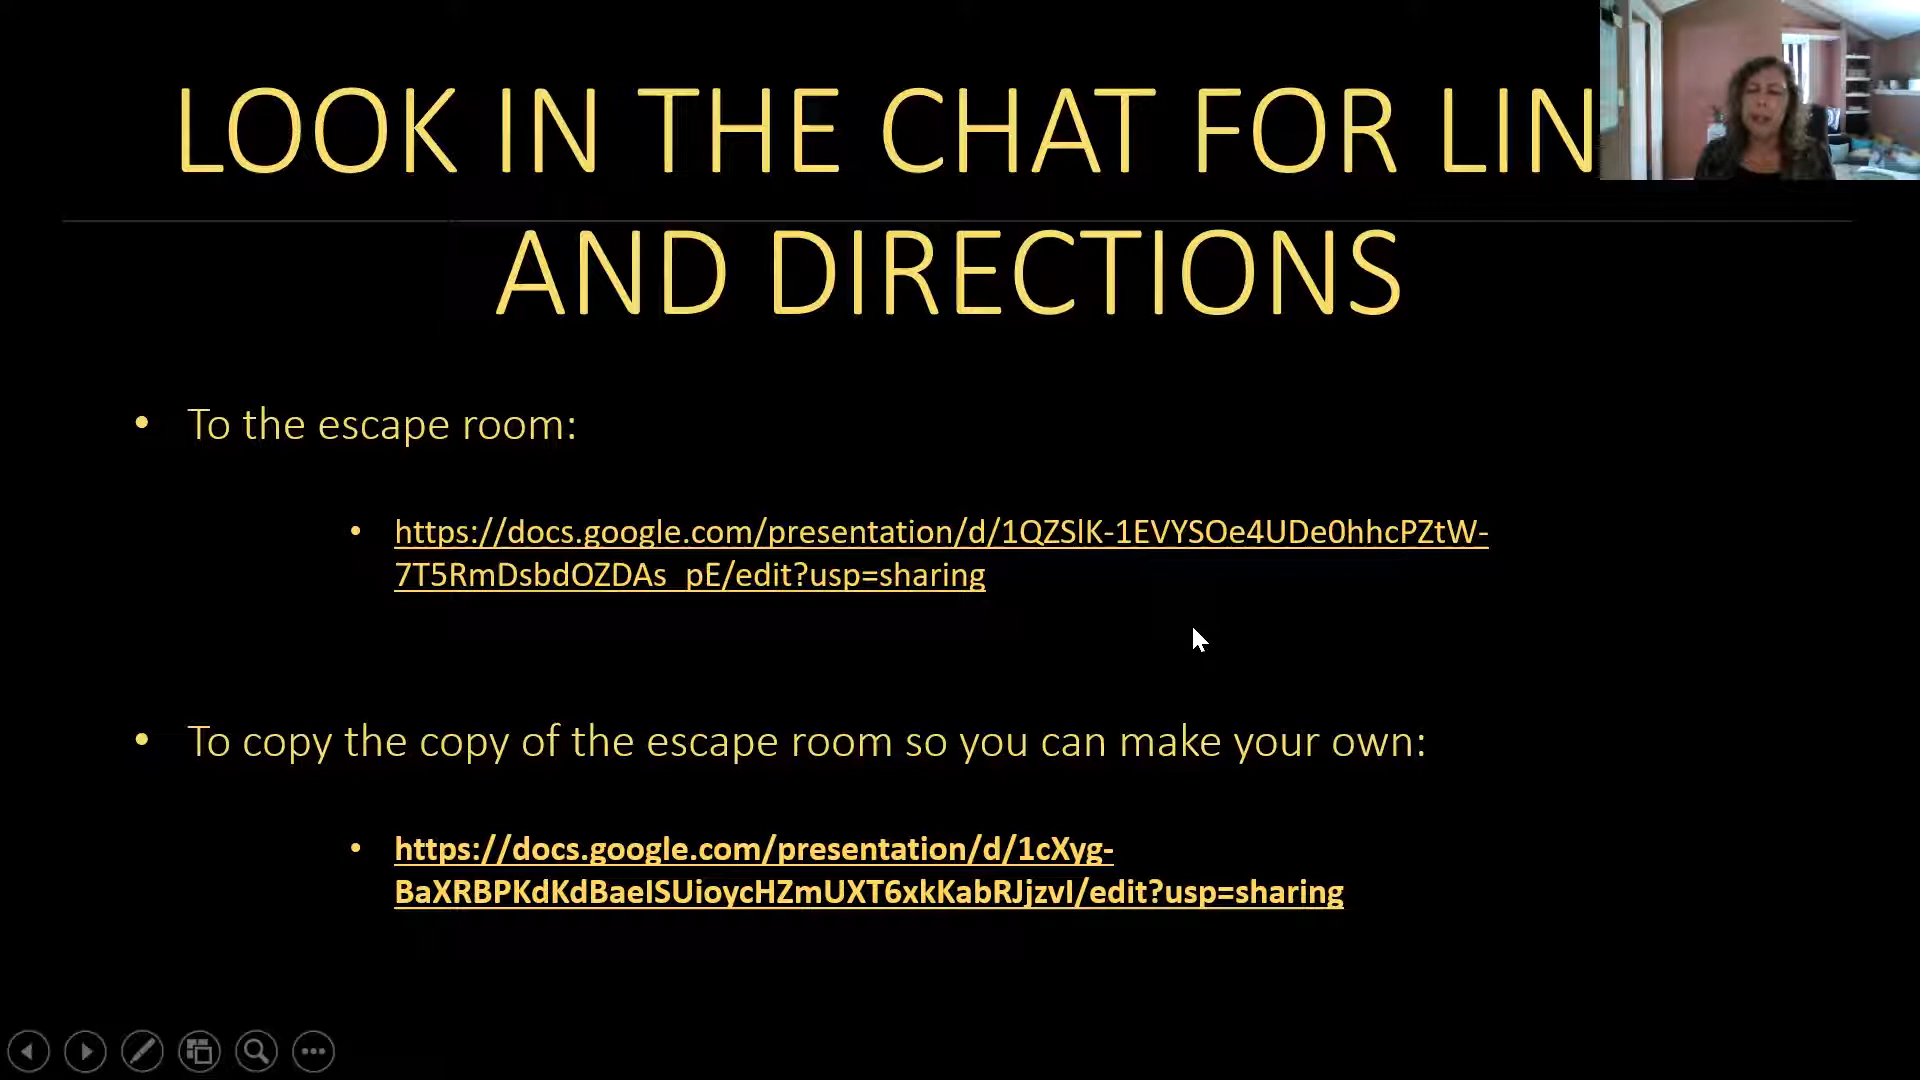 LOOK IN THE CHAT FOR LIN
AND DIRECTIONS
• To the escape room:
• https://docs.google.com/presentation/d/1QZSlK-1EVYSOe4UDe0hhcPZtW-
7T5RmDsbdOZDAs_pE/edit?usp=sharing
• To copy the copy of the escape room so you can make your own:
• https://docs.google.com/presentation/d/1cXyg-
BaXRBPKdKdBaeISUioycHZmUXT6xkKabRJjzvI/edit?usp=sharing